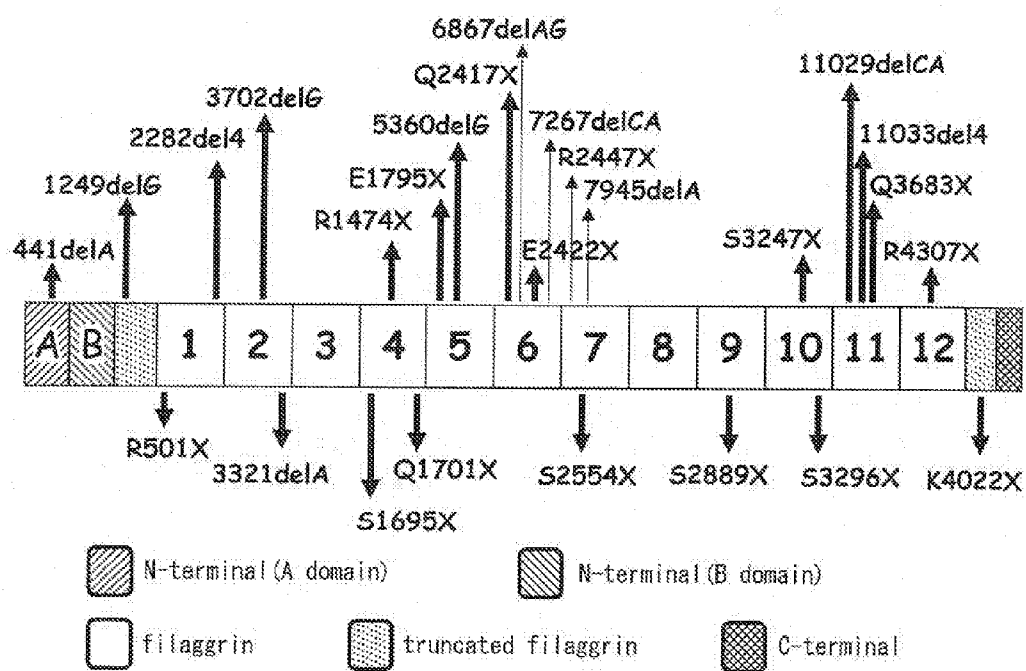 6867delAG
Q2417X
11029delCA
3702delG
5360delG
7267delCA
2282del4
11033del4
R2447X
1249delG
E1795X
7945delA
Q3683X
R1474X
S3247X
441delA
E2422X
R4307X
A B 1 2 3 4 5 6 7 8 9 10 11 12
R501X
3321delA
Q1701X
S2554X
S2889X
S3296X
K4022X
S1695X
N-terminal(A domain)
N-terminal(B domain)
filaggrin
truncated filaggrin
C-terminal